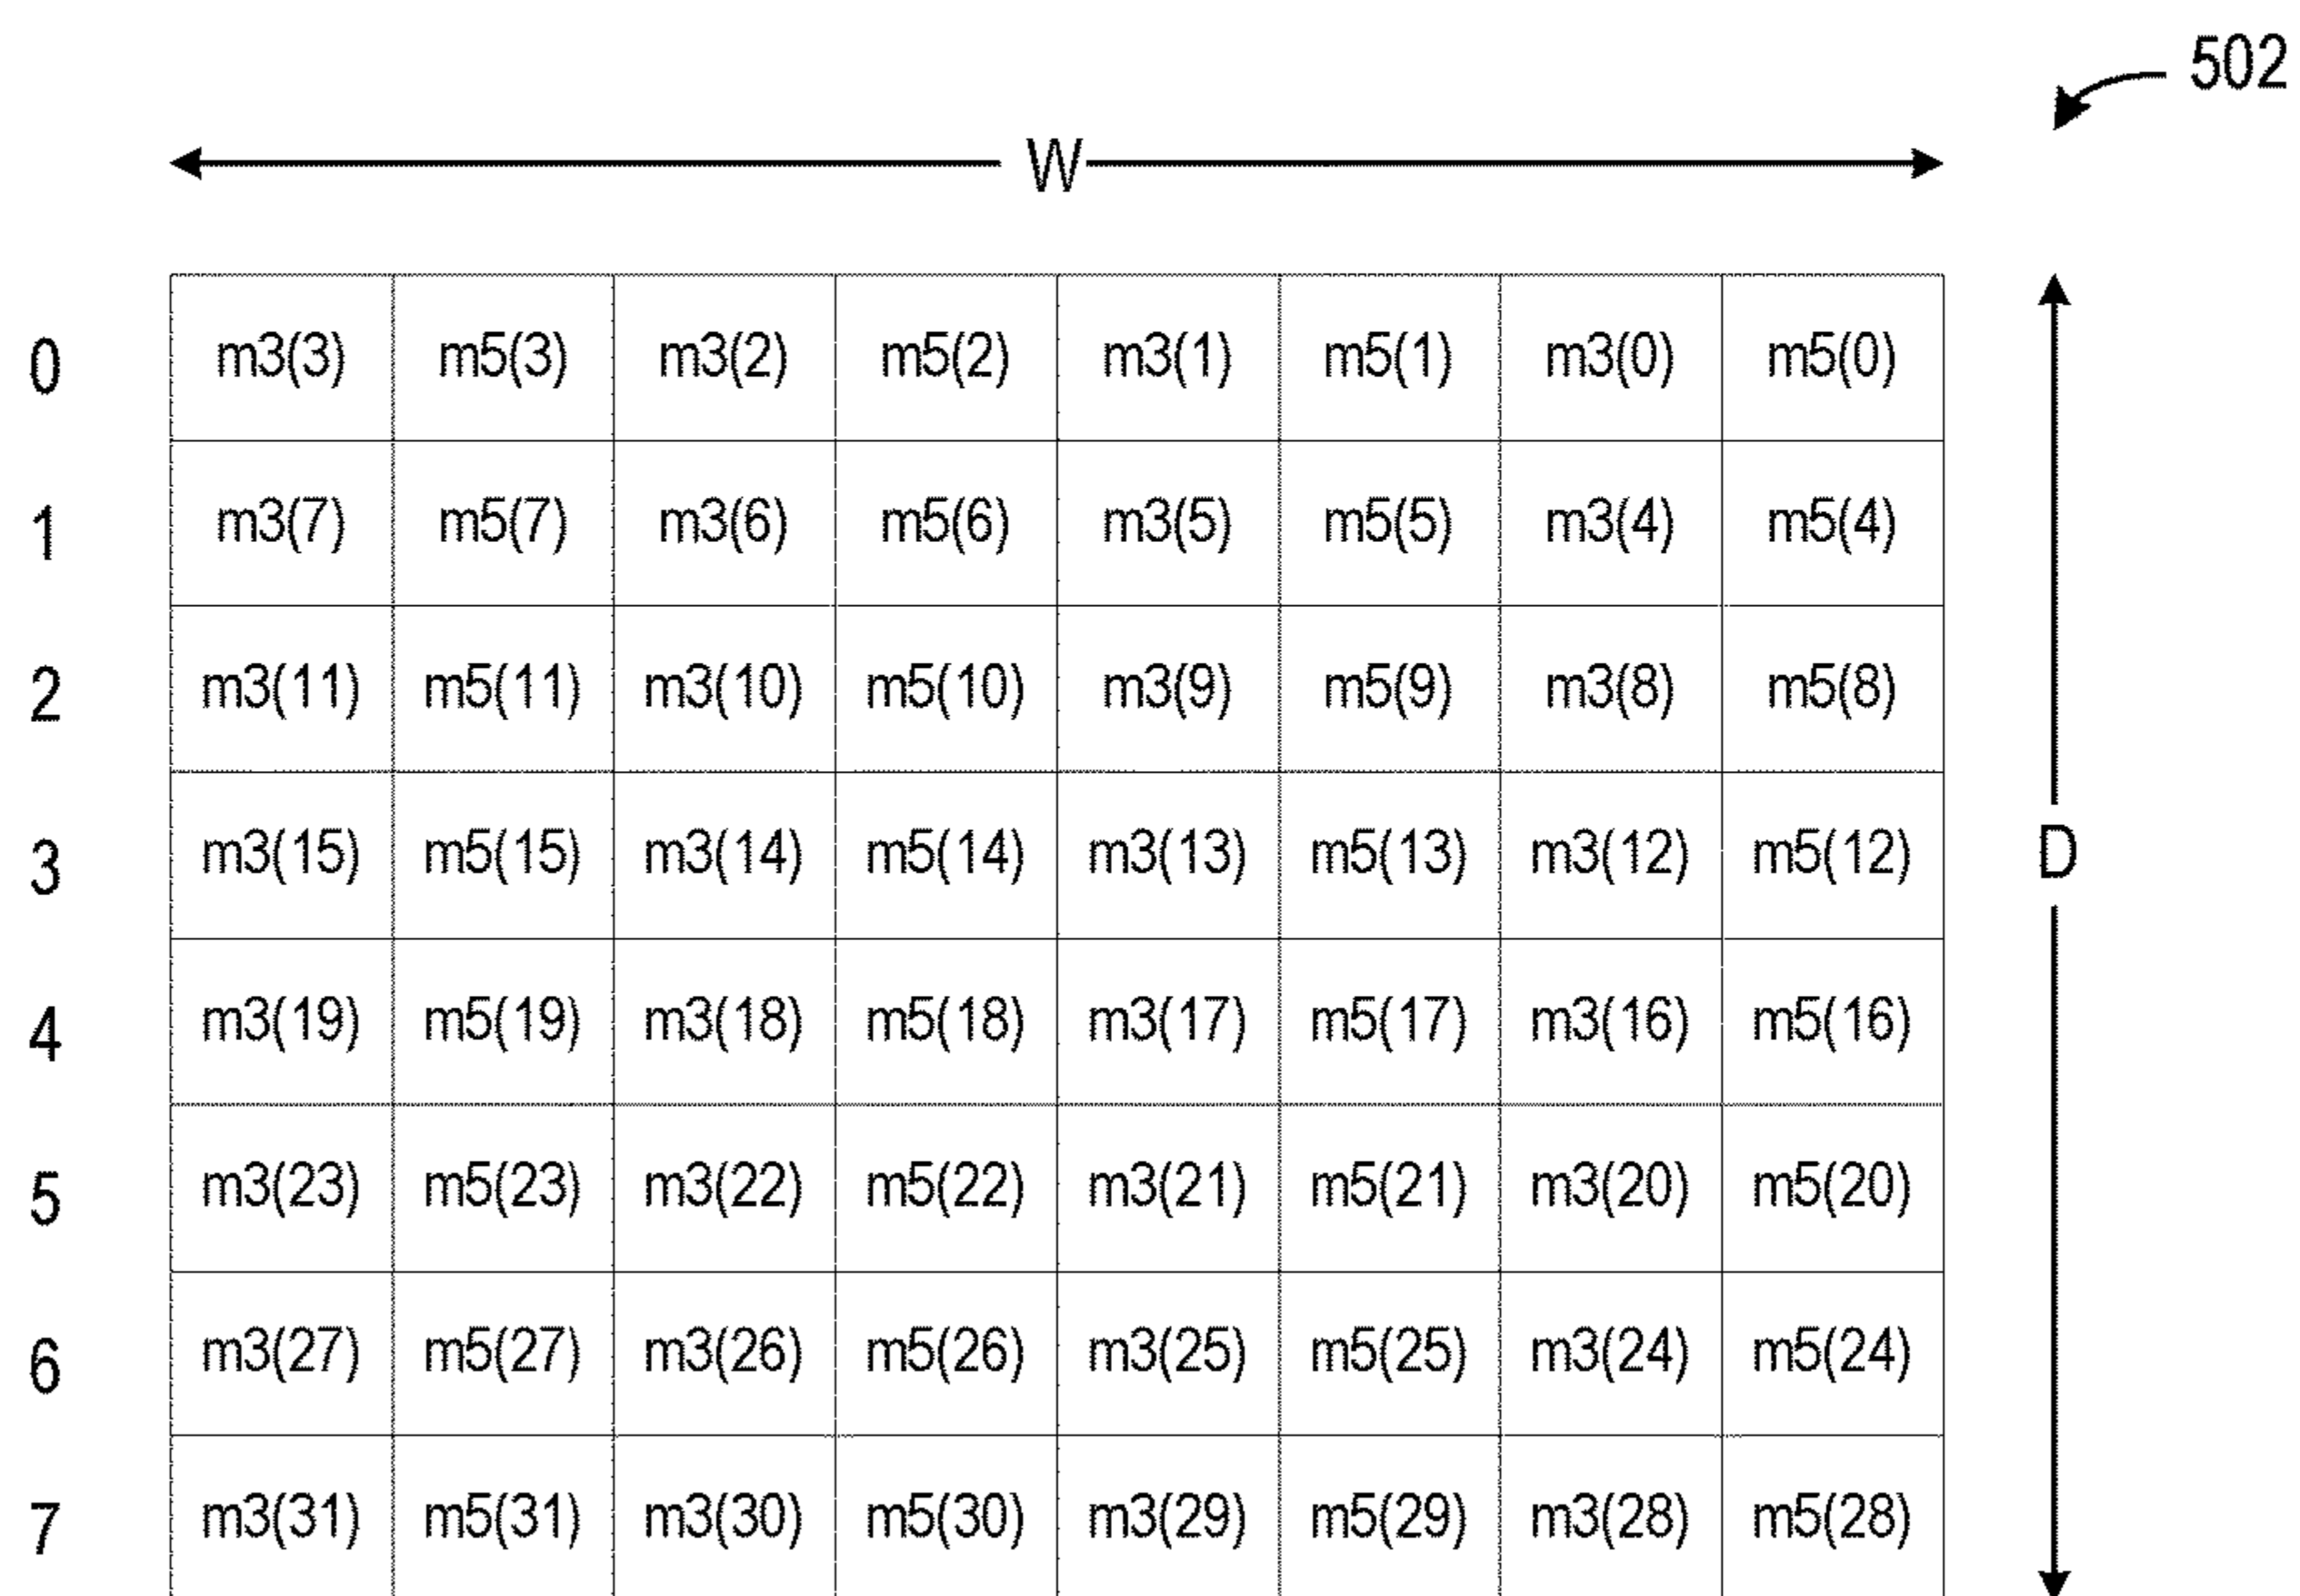 502
W
0 m3(3) m5(3) m3(2) m5(2) m3(1) m5(1) m3(0) m5(0)
1 m3(7) m5(7) m3(6) m5(6) m3(5) m5(5) m3(4) m5(4)
2 m3(11) m5(11) m3(10) m5(10) m3(9) m5(9) m3(8) m5(8)
3 m3(15) m5(15) m3(14) m5(14) m3(13) m5(13) m3(12) m5(12)
D
4 m3(19) m5(19) m3(18) m5(18) m3(17) m5(17) m3(16) m5(16)
5 m3(23) m5(23) m3(22) m5(22) m3(21) m5(21) m3(20) m5(20)
6 m3(27) m5(27) m3(26) m5(26) m3(25) m5(25) m3(24) m5(24)
7 m3(31) m5(31) m3(30) m5(30) m3(29) m5(29) m3(28) m5(28)